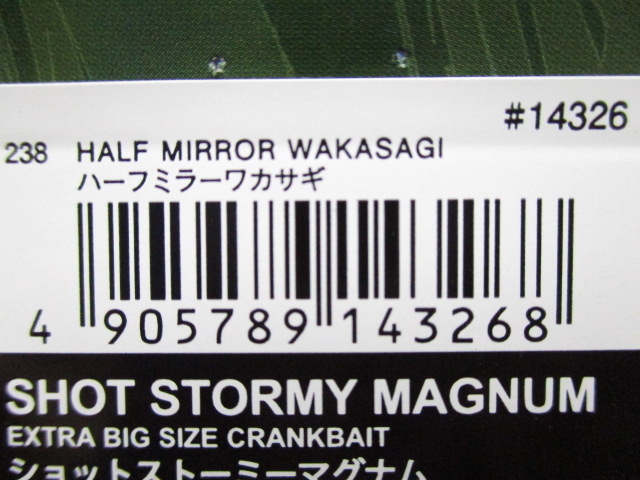 #14326
238 HALF MIRROR WAKASAGI
ハーフミラーワカサギ
4 905789 143268
SHOT STORMY MAGNUM
EXTRA BIG SIZE CRANKBAIT
ショットストーミーマグナム